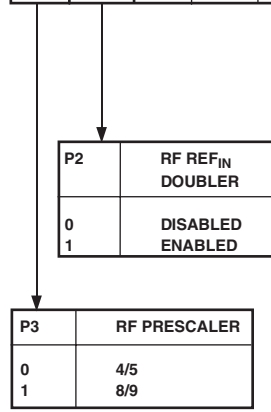 P2 RF REFIN
DOUBLER
0 DISABLED
1 ENABLED
P3 RF PRESCALER
0 4/5
1 8/9